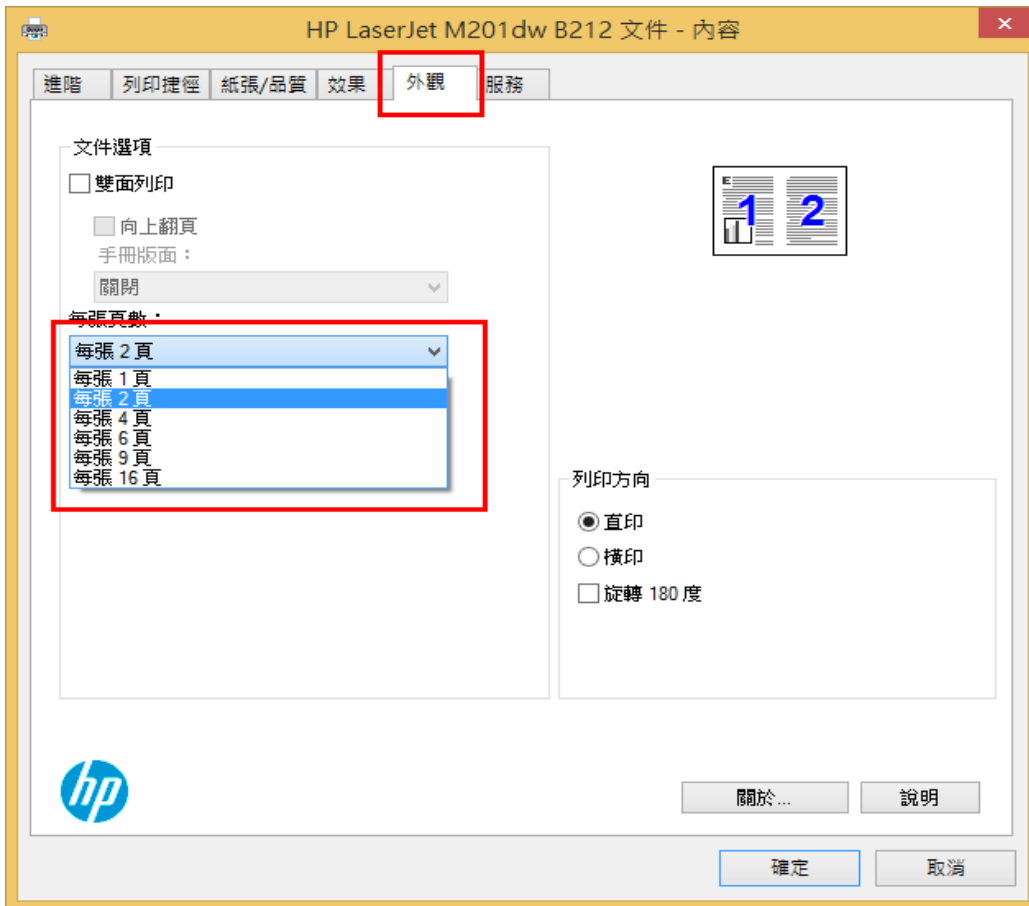 HP LaserJet M201dw B212 文件 - 內容
進階 列印捷徑 紙張/品質 效果 外觀 服務
文件選項
雙面列印
向上翻頁
手冊版面：
關閉
每張頁數：
每張 2 頁
每張 1 頁
每張 2 頁
每張 4 頁
每張 6 頁
每張 9 頁
每張 16 頁
E
1 2
列印方向
直印
橫印
旋轉 180 度
hp
關於... 說明
確定 取消